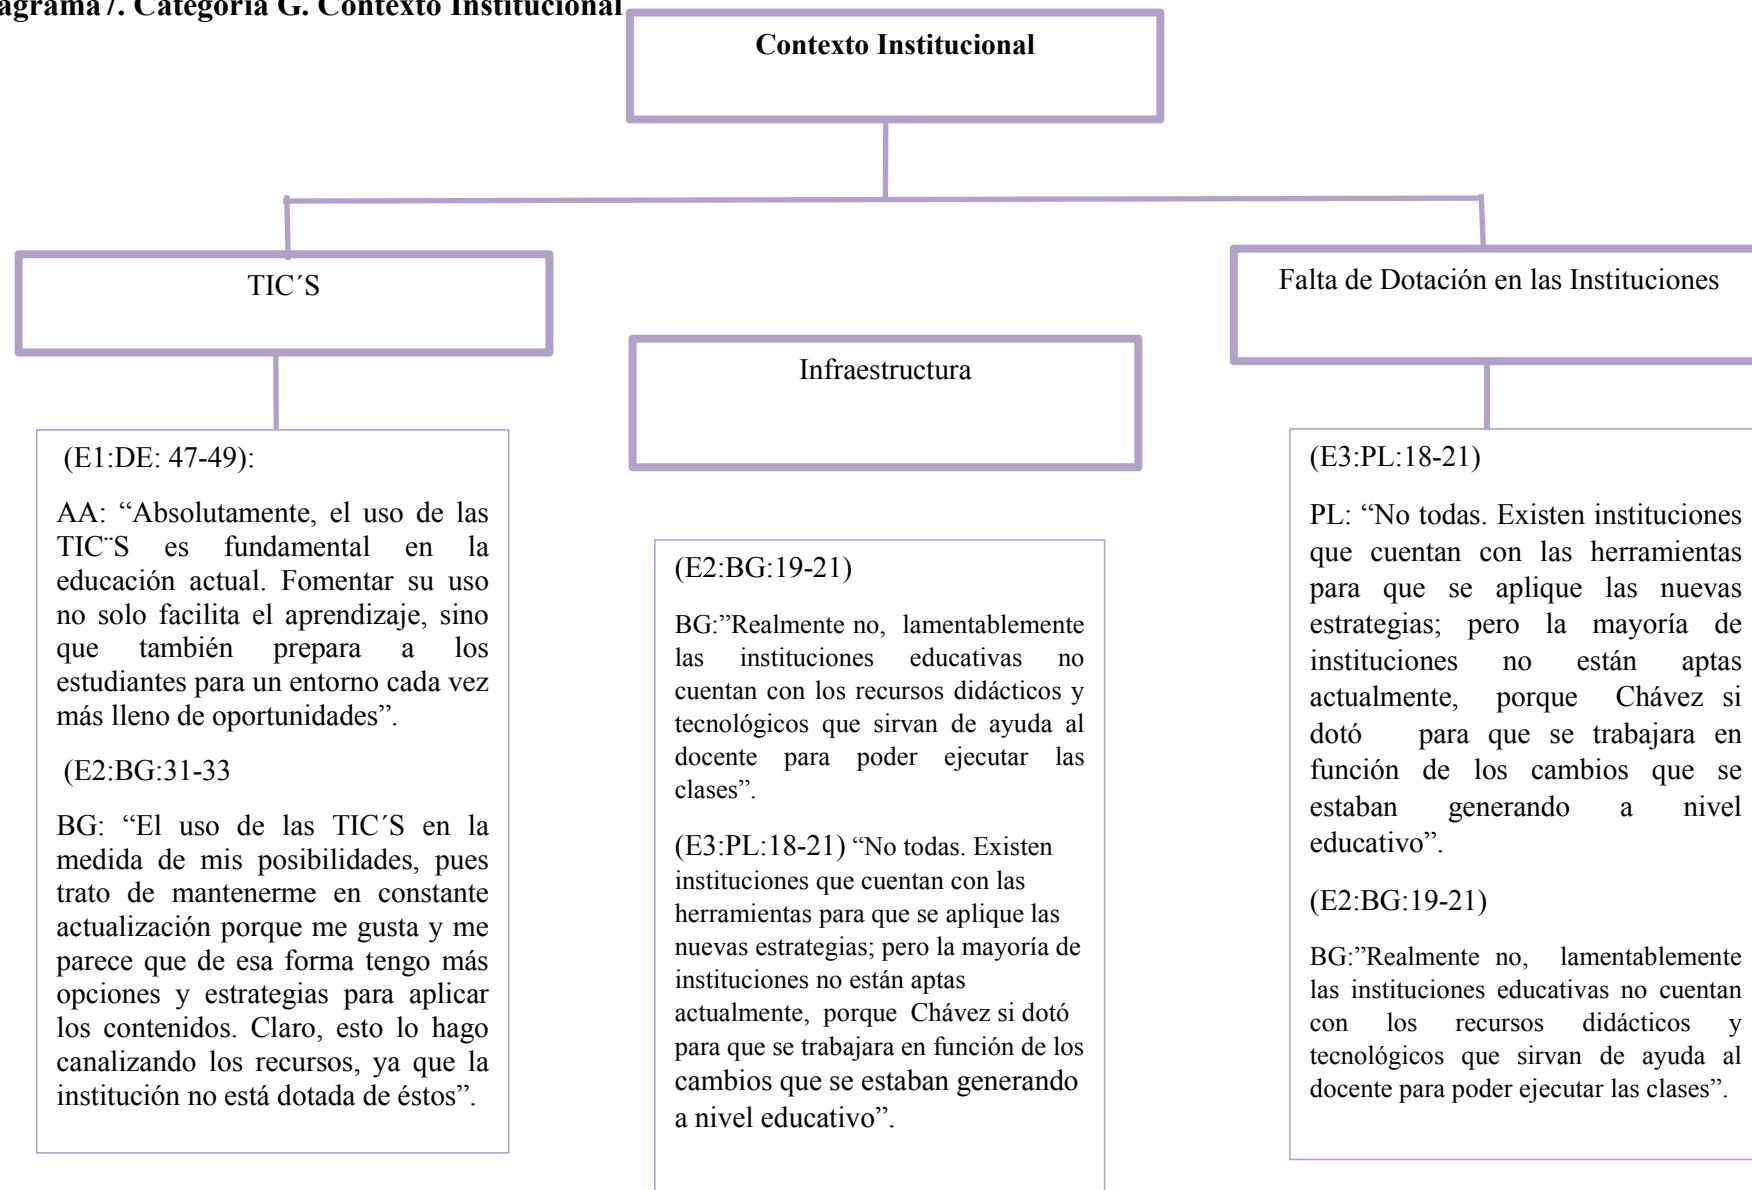 agrama7. Categoría G. Contexto Institucional
Contexto Institucional
TIC´S
(E1:DE: 47-49):
AA: “Absolutamente, el uso de las
TIC¨S es fundamental en la
educación actual. Fomentar su uso
no solo facilita el aprendizaje, sino
que también prepara a los
estudiantes para un entorno cada vez
más lleno de oportunidades”.
(E2:BG:31-33
BG: “El uso de las TIC´S en la
medida de mis posibilidades, pues
trato de mantenerme en constante
actualización porque me gusta y me
parece que de esa forma tengo más
opciones y estrategias para aplicar
los contenidos. Claro, esto lo hago
canalizando los recursos, ya que la
institución no está dotada de éstos”.
Infraestructura
(E2:BG:19-21)
BG:”Realmente no, lamentablemente
las instituciones educativas no
cuentan con los recursos didácticos y
tecnológicos que sirvan de ayuda al
docente para poder ejecutar las
clases”.
(E3:PL:18-21) “No todas. Existen
instituciones que cuentan con las
herramientas para que se aplique las
nuevas estrategias; pero la mayoría de
instituciones no están aptas
actualmente, porque Chávez si dotó
para que se trabajara en función de los
cambios que se estaban generando
a nivel educativo”.
Falta de Dotación en las Instituciones
(E3:PL:18-21)
PL: “No todas. Existen instituciones
que cuentan con las herramientas
para que se aplique las nuevas
estrategias; pero la mayoría de
instituciones no están aptas
actualmente, porque Chávez si
dotó para que se trabajara en
función de los cambios que se
estaban generando a nivel
educativo”.
(E2:BG:19-21)
BG:”Realmente no, lamentablemente
las instituciones educativas no cuentan
con los recursos didácticos y
tecnológicos que sirvan de ayuda al
docente para poder ejecutar las clases”.